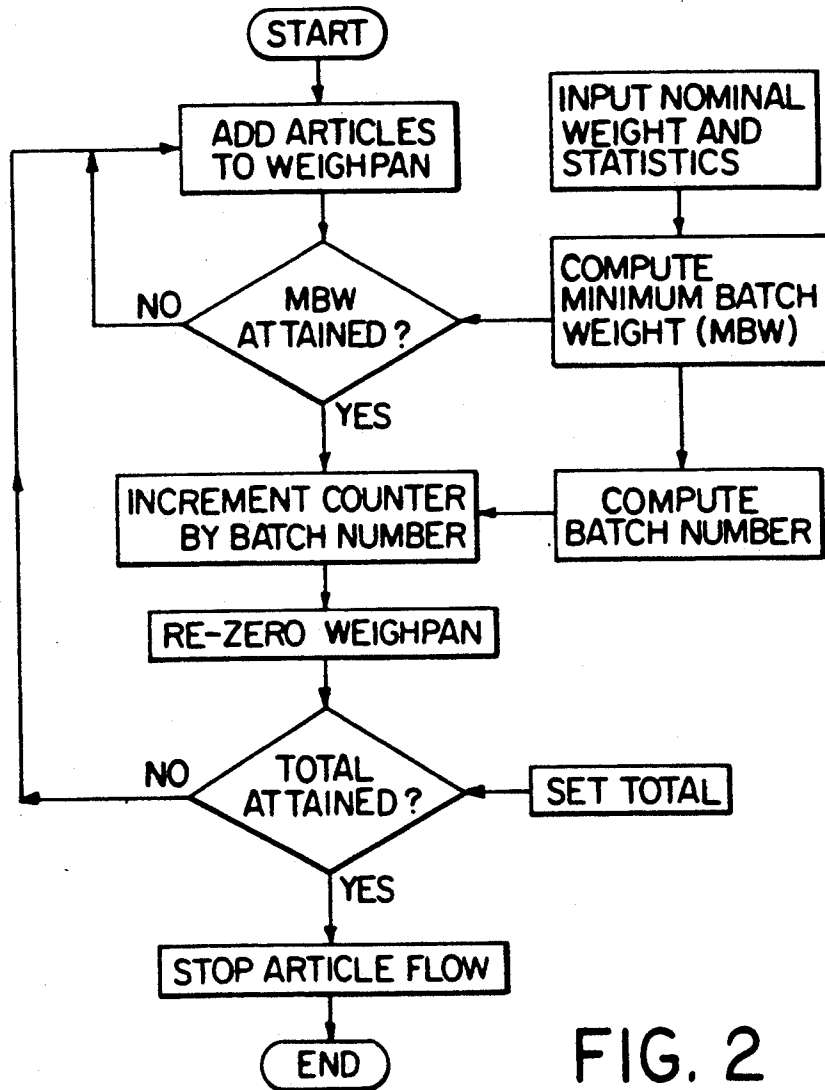 START
ADD ARTICLES
TO WEIGHPAN
INPUT NOMINAL
WEIGHT AND
STATISTICS
MBW
ATTAINED?
NO
COMPUTE
MINIMUM BATCH
WEIGHT (MBW)
YES
INCREMENT COUNTER
BY BATCH NUMBER
COMPUTE
BATCH NUMBER
RE-ZERO WEIGHPAN
NO
TOTAL
ATTAINED?
SET TOTAL
YES
STOP ARTICLE FLOW
END
FIG. 2